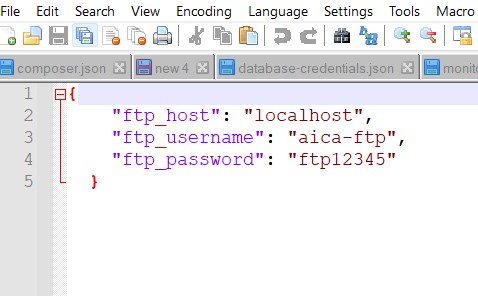 File Edit Search View Encoding Language Settings Tools Macro
composer.json new 4 database-credentials.json
1 {
2 "ftp_host": "localhost",
3 "ftp_username": "aica-ftp",
4 "ftp_password": "ftp12345"
5 }